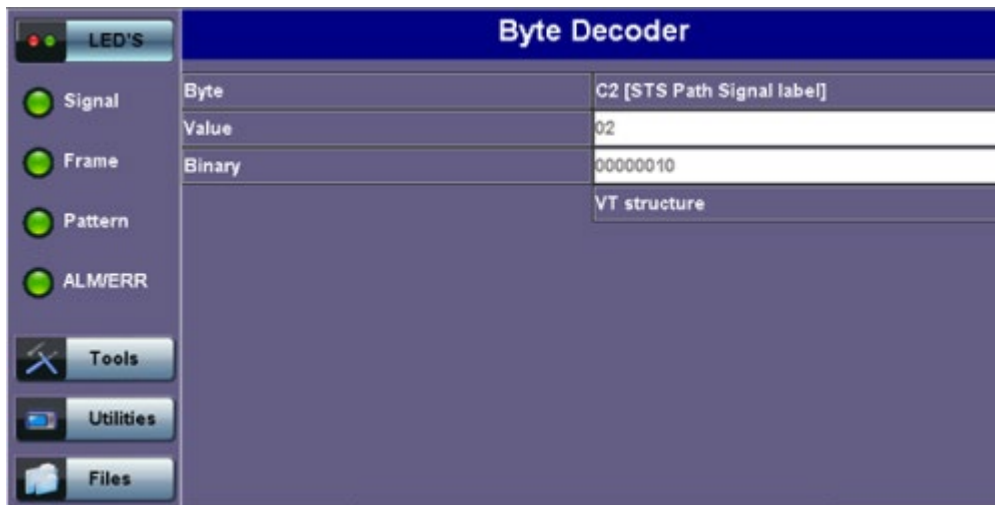 LED'S
Byte Decoder
Signal
Byte
C2 [STS Path Signal label]
Value
02
Frame
Binary
00000010
VT structure
Pattern
ALM/ERR
Tools
Utilities
Files